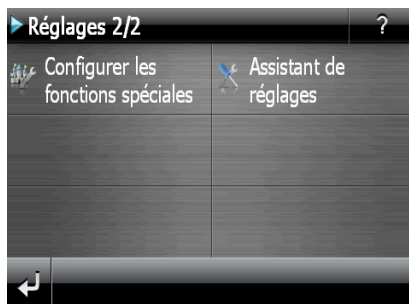 Réglages 2/2
?
Configurer les
fonctions spéciales
Assistant de
réglages